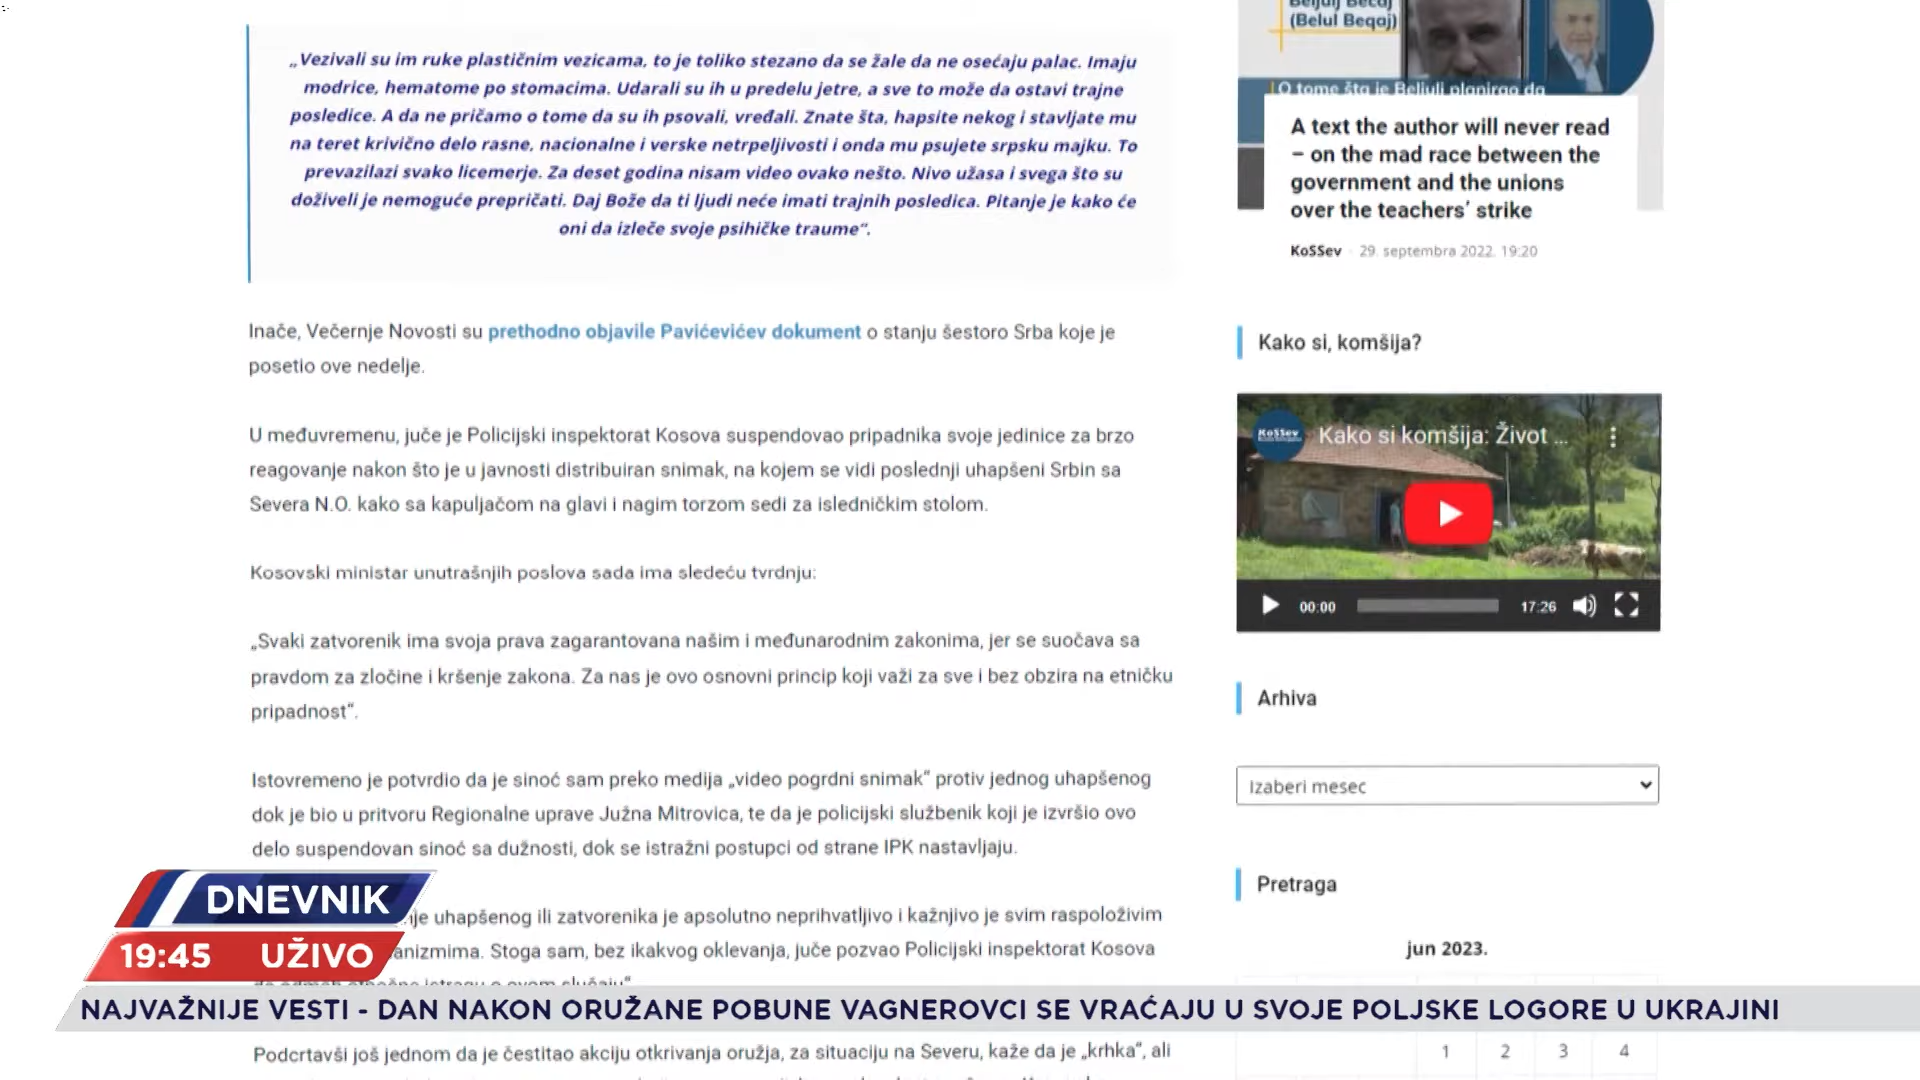 „Vezivali su im ruke plastičnim vezicama, to je toliko stezano da se žale da ne osećaju palac. Imaju
modrice, hematome po stomacima. Udarali su ih u predelu jetre, a sve to može da ostavi trajne
posledice. A da ne pričamo o tome da su ih psovali, vređali. Znate šta, hapsite nekog i stavljate mu
na teret krivično delo rasne, nacionalne i verske netrpeljivosti i onda mu psujete srpsku majku. To
prevazilazi svako licemerje. Za deset godina nisam video ovako nešto. Nivo užasa i svega što su
doživeli je nemoguće prepričati. Daj Bože da ti ljudi neće imati trajnih posledica. Pitanje je kako će
oni da izleče svoje psihičke traume“.
Inače, Večernje Novosti su prethodno objavile Pavićevićev dokument o stanju šestoro Srba koje je
posetio ove nedelje.
U međuvremenu, juče je Policijski inspektorat Kosova suspendovao pripadnika svoje jedinice za brzo
reagovanje nakon što je u javnosti distribuiran snimak, na kojem se vidi poslednji uhapšeni Srbin sa
Severa N.O. kako sa kapuljačom na glavi i nagim torzom sedi za isledničkim stolom.
Kosovski ministar unutrašnjih poslova sada ima sledeću tvrdnju:
„Svaki zatvorenik ima svoja prava zagarantovana našim i međunarodnim zakonima, jer se suočava sa
pravdom za zločine i kršenje zakona. Za nas je ovo osnovni princip koji važi za sve i bez obzira na etničku
pripadnost“.
Istovremeno je potvrdio da je sinoć sam preko medija „video pogrdni snimak“ protiv jednog uhapšenog
dok je bio u pritvoru Regionalne uprave Južna Mitrovica, te da je policijski službenik koji je izvršio ovo
delo suspendovan sinoć sa dužnosti, dok se istražni postupci od strane IPK nastavljaju.
nje uhapšenog ili zatvorenika je apsolutno neprihvatljivo i kažnjivo je svim raspoloživim
anizmima. Stoga sam, bez ikakvog oklevanja, juče pozvao Policijski inspektorat Kosova
Podcrtavši još jednom da je čestitao akciju otkrivanja oružja, za situaciju na Severu, kaže da je „krhka“, ali
Beljulj Bećaj
(Belul Beqaj)
O tome šta je Beljulj planirao da
A text the author will never read
– on the mad race between the
government and the unions
over the teachers’ strike
KoSSev - 29. septembra 2022. 19:20
Kako si, komšija?
KoSSev
Kako si komšija: Život ...
00:00
17:26
Arhiva
Izaberi mesec
Pretraga
jun 2023.
1 2 3 4
DNEVNIK
19:45 UŽIVO
NAJVAŽNIJE VESTI - DAN NAKON ORUŽANE POBUNE VAGNEROVCI SE VRAĆAJU U SVOJE POLJSKE LOGORE U UKRAJINI